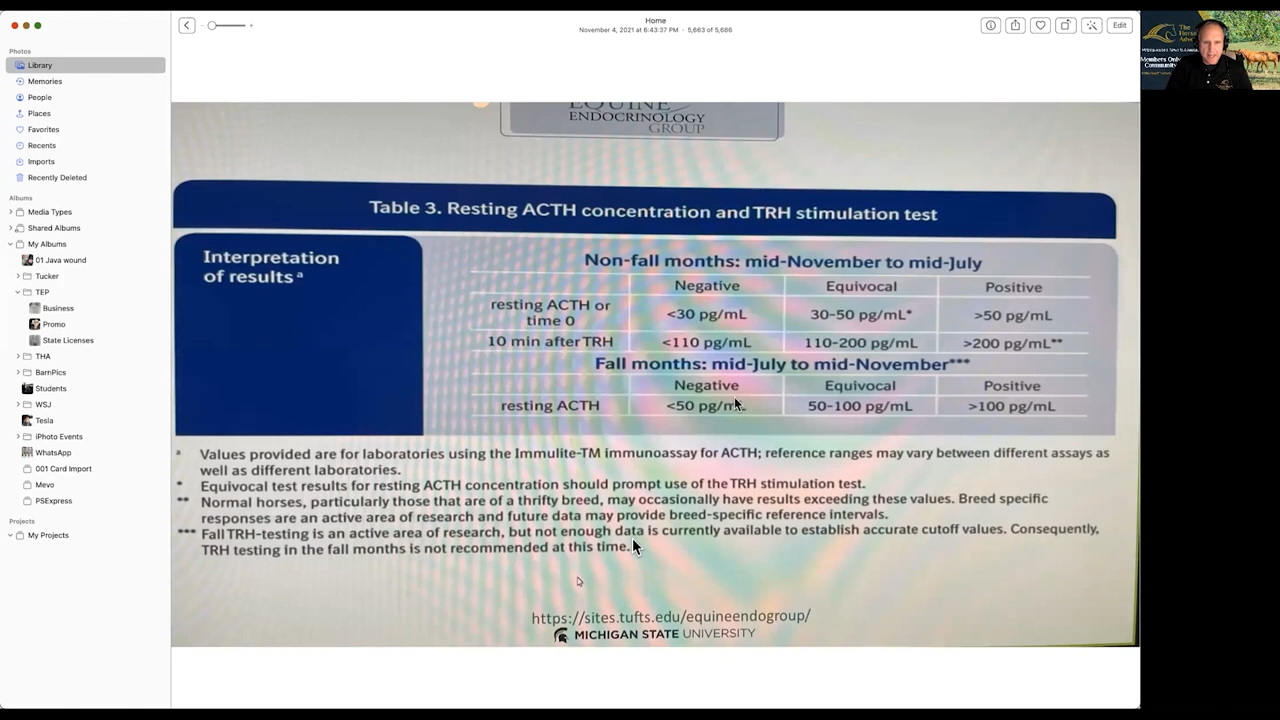 Home
November 4, 2021 at 6:43:37 PM · 5,663 of 5,686
Edit
Photos
Library
Memories
People
Places
Favorites
Recents
Imports
Recently Deleted
Albums
Media Types
Shared Albums
My Albums
01 Java wound
Tucker
TEP
Business
Promo
State Licenses
THA
BarnPics
Students
WSJ
Tesla
iPhoto Events
WhatsApp
001 Card Import
Mevo
PSExpress
Projects
My Projects
EQUINE
ENDOCRINOLOGY
GROUP
Table 3. Resting ACTH concentration and TRH stimulation test
Interpretation
of results a
Non-fall months: mid-November to mid-July
Negative Equivocal Positive
resting ACTH or
time 0 <30 pg/mL 30-50 pg/mL* >50 pg/mL
10 min after TRH <110 pg/mL 110-200 pg/mL >200 pg/mL**
Fall months: mid-July to mid-November***
Negative Equivocal Positive
resting ACTH <50 pg/mL 50-100 pg/mL >100 pg/mL
a Values provided are for laboratories using the Immulite-TM immunoassay for ACTH; reference ranges may vary between different assays as
well as different laboratories.
* Equivocal test results for resting ACTH concentration should prompt use of the TRH stimulation test.
** Normal horses, particularly those that are of a thrifty breed, may occasionally have results exceeding these values. Breed specific
responses are an active area of research and future data may provide breed-specific reference intervals.
*** Fall TRH-testing is an active area of research, but not enough data is currently available to establish accurate cutoff values. Consequently,
TRH testing in the fall months is not recommended at this time.
https://sites.tufts.edu/equineendogroup/
MICHIGAN STATE UNIVERSITY
The
Horse
Members Only
Community